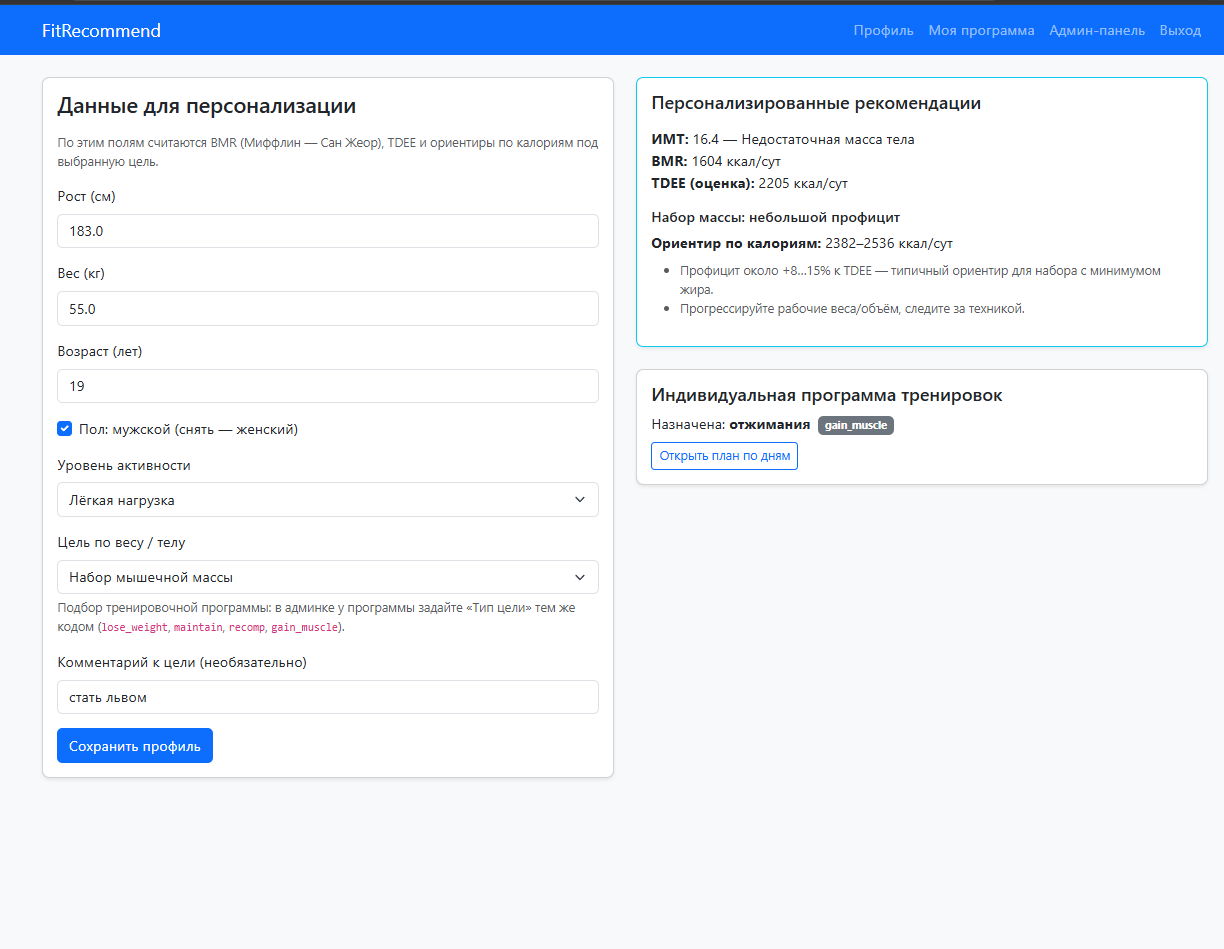 FitRecommend
Профиль Моя программа Админ-панель Выход
Данные для персонализации
По этим полям считаются BMR (Миффлин — Сан Жеор), TDEE и ориентиры по калориям под
выбранную цель.
Рост (см)
183.0
Вес (кг)
55.0
Возраст (лет)
19
Пол: мужской (снять — женский)
Уровень активности
Лёгкая нагрузка
Цель по весу / телу
Набор мышечной массы
Подбор тренировочной программы: в админке у программы задайте «Тип цели» тем же
кодом (lose_weight, maintain, recomp, gain_muscle).
Комментарий к цели (необязательно)
стать львом
Сохранить профиль
Персонализированные рекомендации
ИМТ: 16.4 — Недостаточная масса тела
BMR: 1604 ккал/сут
TDEE (оценка): 2205 ккал/сут
Набор массы: небольшой профицит
Ориентир по калориям: 2382–2536 ккал/сут
Профицит около +8…15% к TDEE — типичный ориентир для набора с минимумом
жира.
Прогрессируйте рабочие веса/объём, следите за техникой.
Индивидуальная программа тренировок
Назначена: отжимания gain_muscle
Открыть план по дням